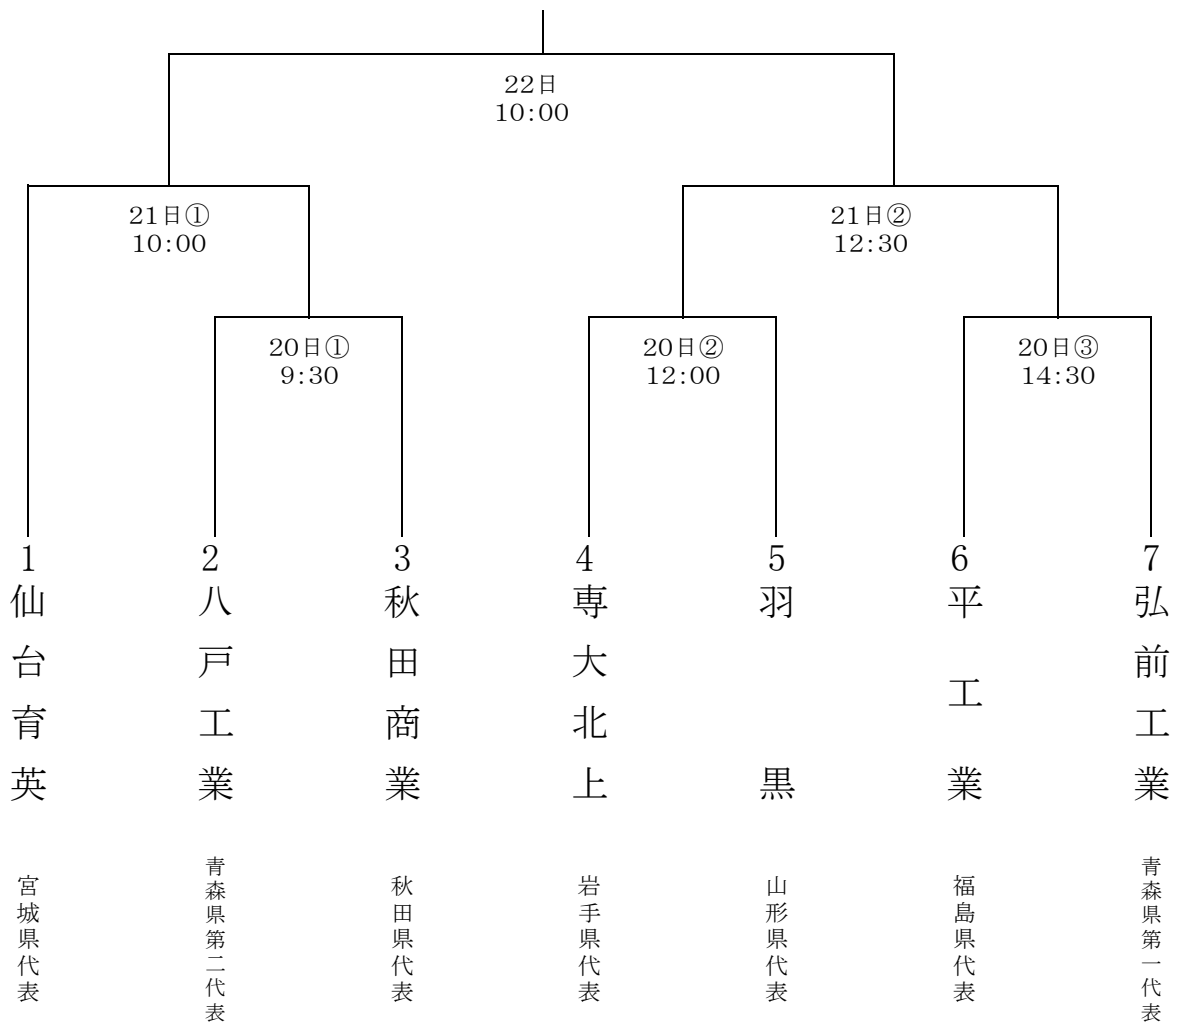 22日
10:00
21日①
10:00
21日②
12:30
20日①
9:30
20日②
12:00
20日③
14:30
1
仙台育英
宮城県代表
2
八戸工業
青森県第二代表
3
秋田商業
秋田県代表
4
専大北上
岩手県代表
5
羽黒
山形県代表
6
平工業
福島県代表
7
弘前工業
青森県第一代表